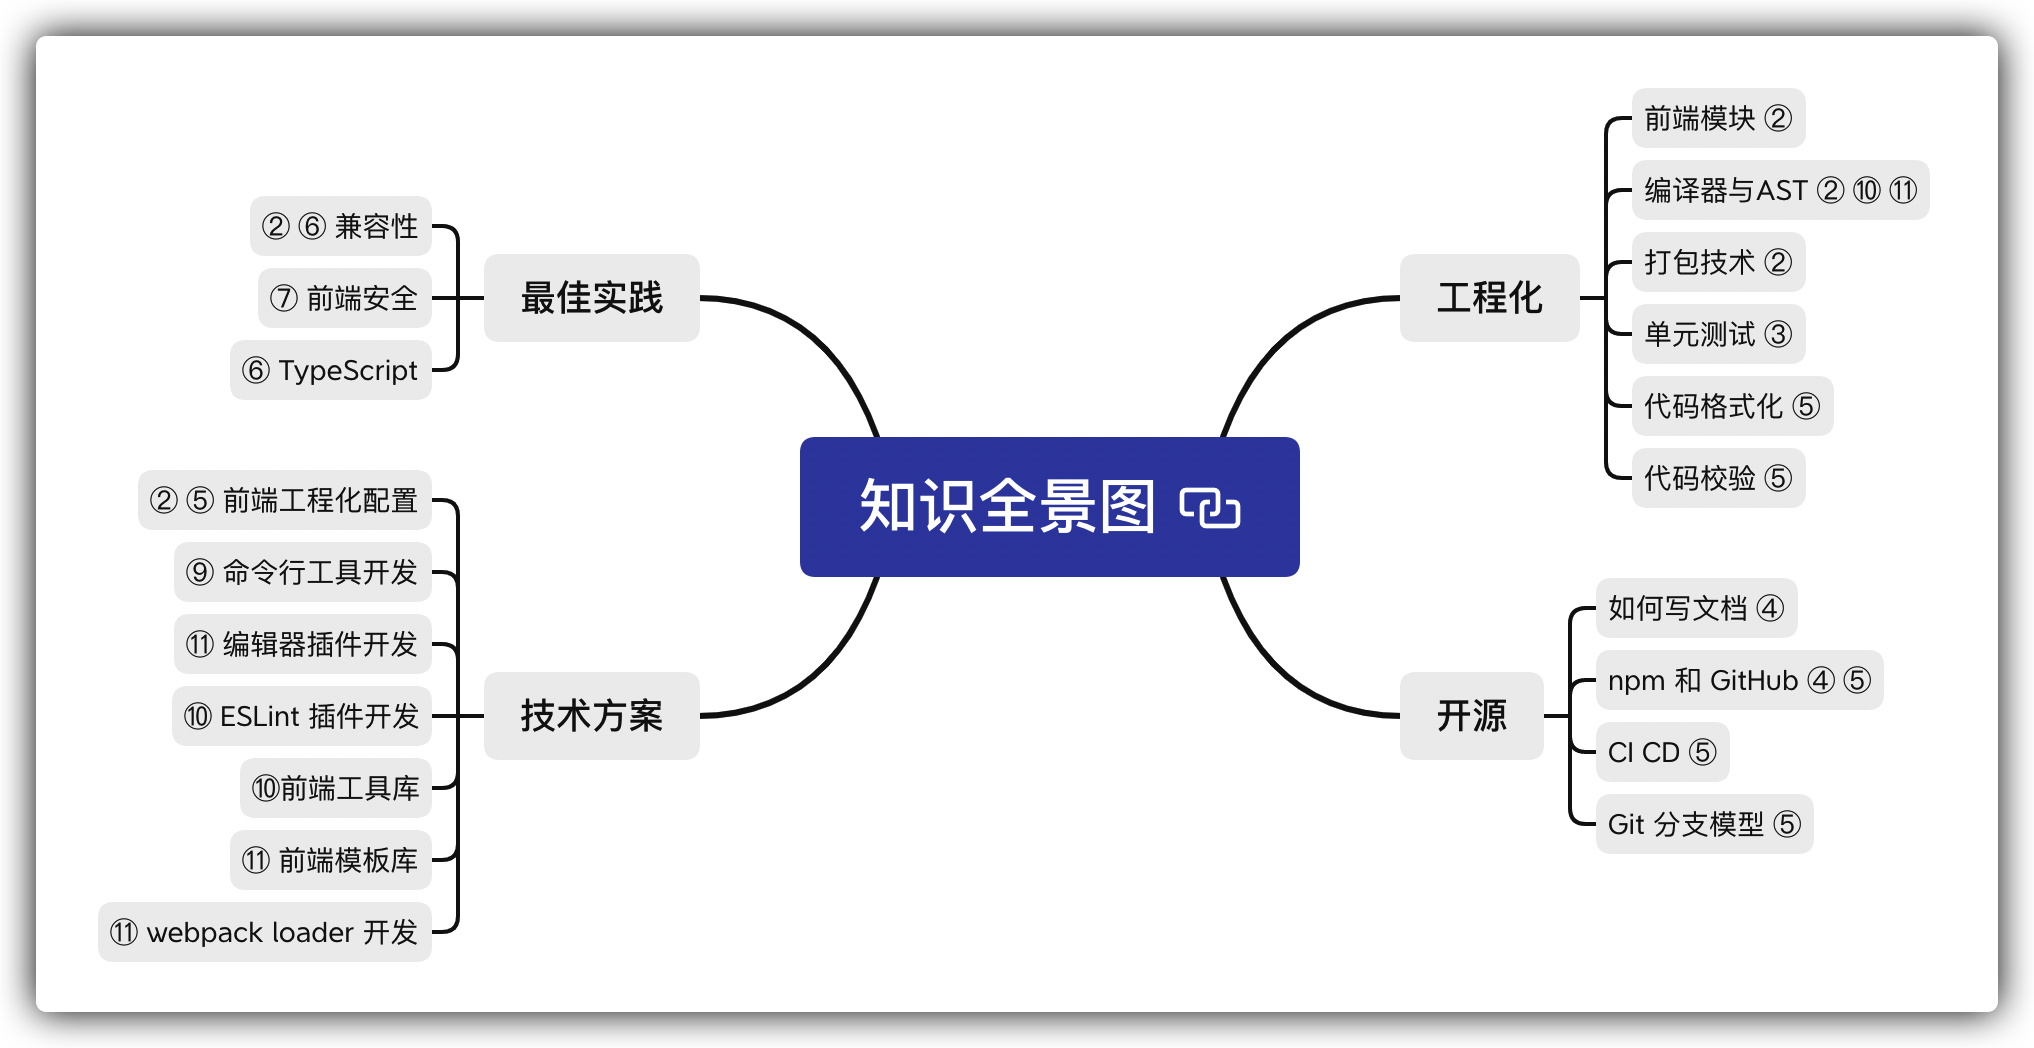 知识全景图
最佳实践
② ⑥ 兼容性
⑦ 前端安全
⑥ TypeScript
技术方案
② ⑤ 前端工程化配置
⑨ 命令行工具开发
⑪ 编辑器插件开发
⑩ ESLint 插件开发
⑩前端工具库
⑪ 前端模板库
⑪ webpack loader 开发
工程化
前端模块 ②
编译器与AST ② ⑩ ⑪
打包技术 ②
单元测试 ③
代码格式化 ⑤
代码校验 ⑤
开源
如何写文档 ④
npm 和 GitHub ④ ⑤
CI CD ⑤
Git 分支模型 ⑤